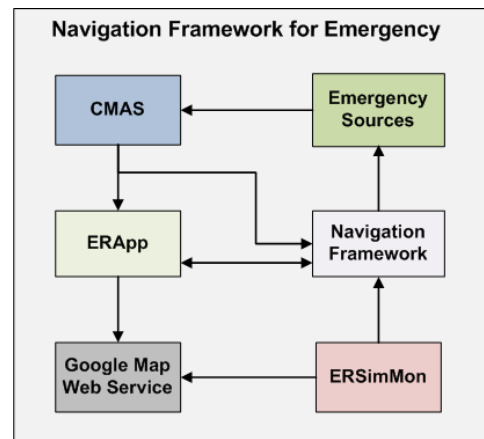 Navigation Framework for Emergency
CMAS
Emergency
Sources
ERApp
Navigation
Framework
Google Map
Web Service
ERSimMon